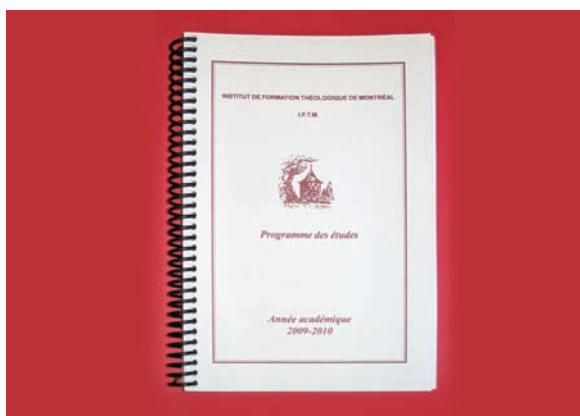 INSTITUT DE FORMATION THÉOLOGIQUE DE MONTRÉAL
I.F.T.M.
Programme des études
Année académique
2009-2010